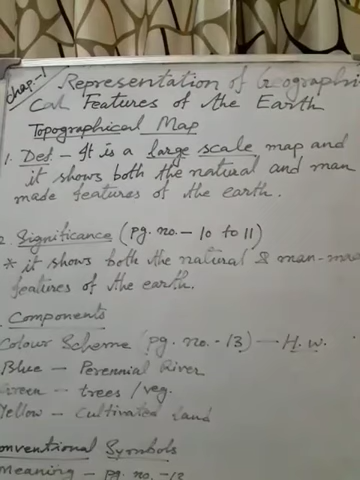 Chap-1
Representation of Geographi
Cal Features of the Earth
Topographical Map
1. Def. - It is a large scale map and
it shows both the natural and man
made features of the earth.
2. Significance (pg. no. - 10 to 11)
* it shows both the natural & man-made
features of the earth.
. Components
Colour Scheme (pg. no. - 13) - H.w.
Blue - Perennial River
Green - trees / veg.
Yellow - Cultivated land
onventional Symbols
Meaning - pg. no. - 13